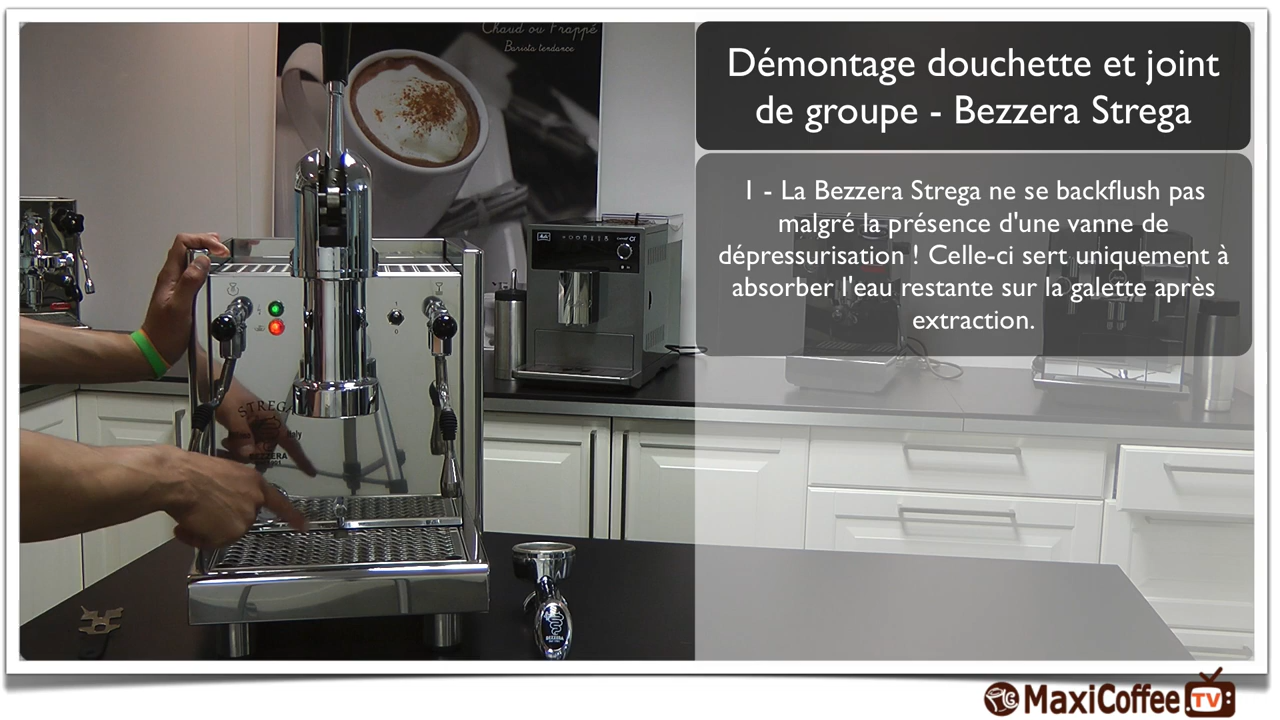 Chaud ou Frappé
Barista tendance
Démontage douchette et joint
de groupe - Bezzera Strega
1 - La Bezzera Strega ne se backflush pas
malgré la présence d'une vanne de
dépressurisation ! Celle-ci sert uniquement à
absorber l'eau restante sur la galette après
extraction.
STREGA
Italy
BEZZERA
BEZZERA
MaxiCoffee TV